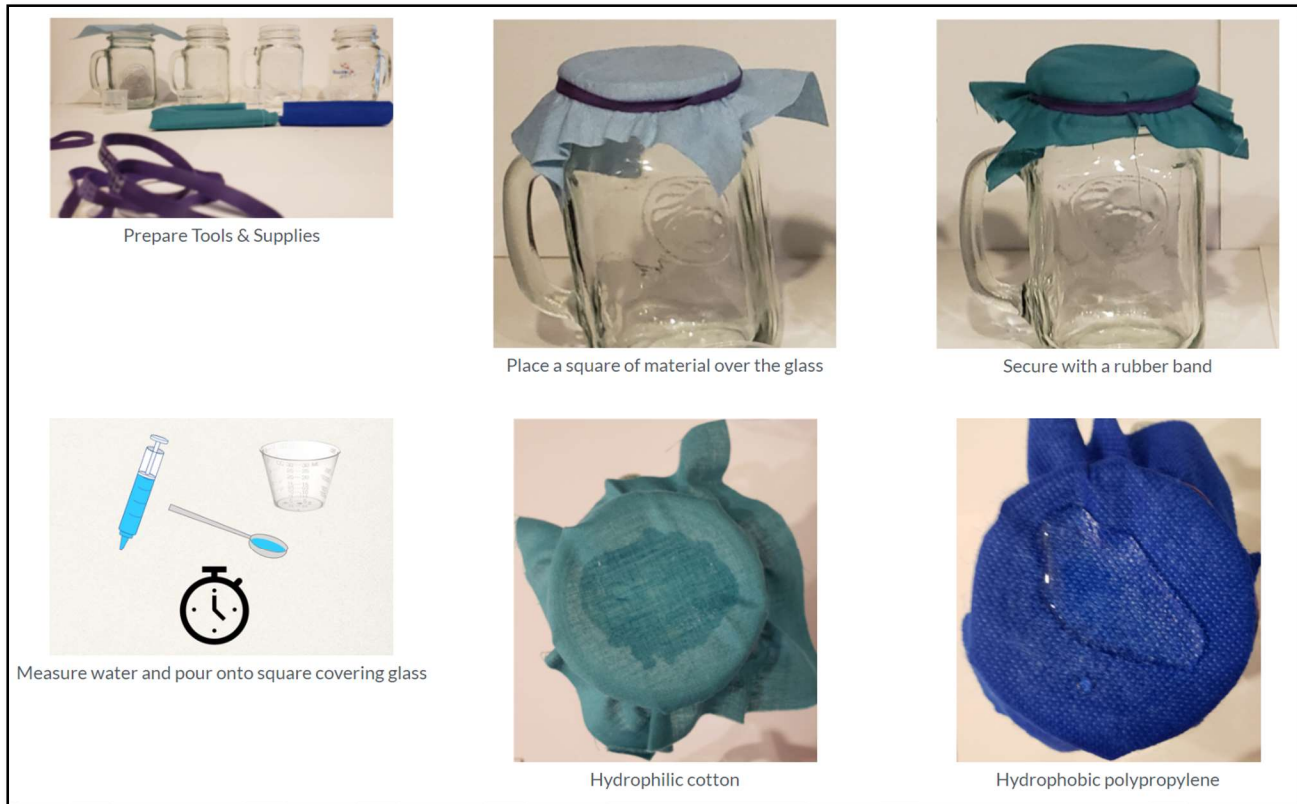 Prepare Tools & Supplies
Place a square of material over the glass
Secure with a rubber band
Measure water and pour onto square covering glass
Hydrophilic cotton
Hydrophobic polypropylene